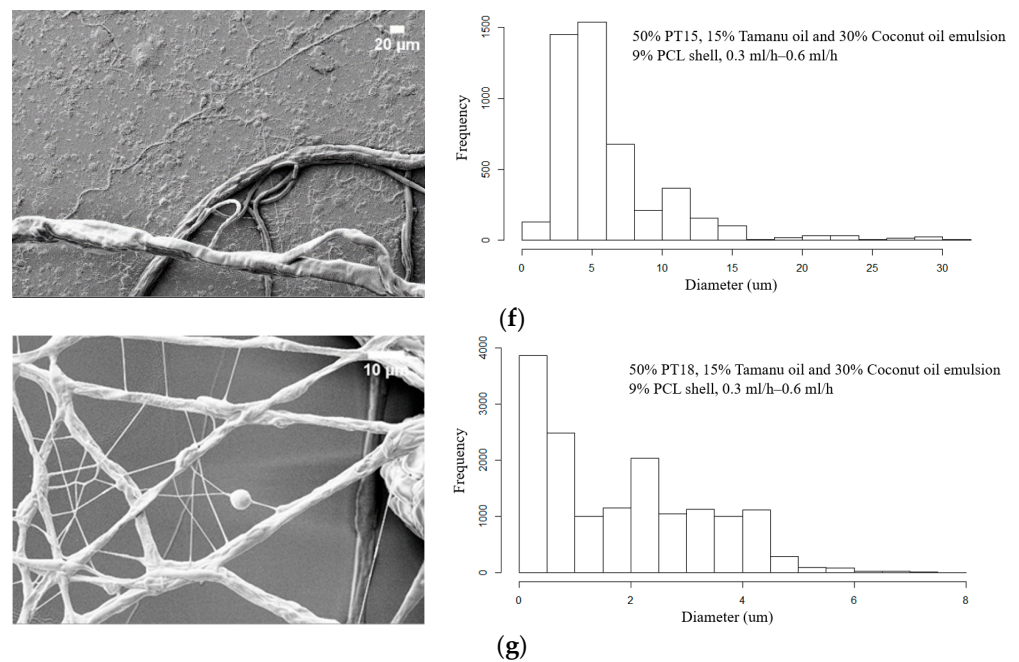 20 µm
1500
1000
500
0
Frequency
50% PT15, 15% Tamanu oil and 30% Coconut oil emulsion
9% PCL shell, 0.3 ml/h–0.6 ml/h
0 5 10 15 20 25 30
Diameter (um)
(f)
10 µm
4000
3000
2000
1000
0
Frequency
50% PT18, 15% Tamanu oil and 30% Coconut oil emulsion
9% PCL shell, 0.3 ml/h–0.6 ml/h
0 2 4 6 8
Diameter (um)
(g)